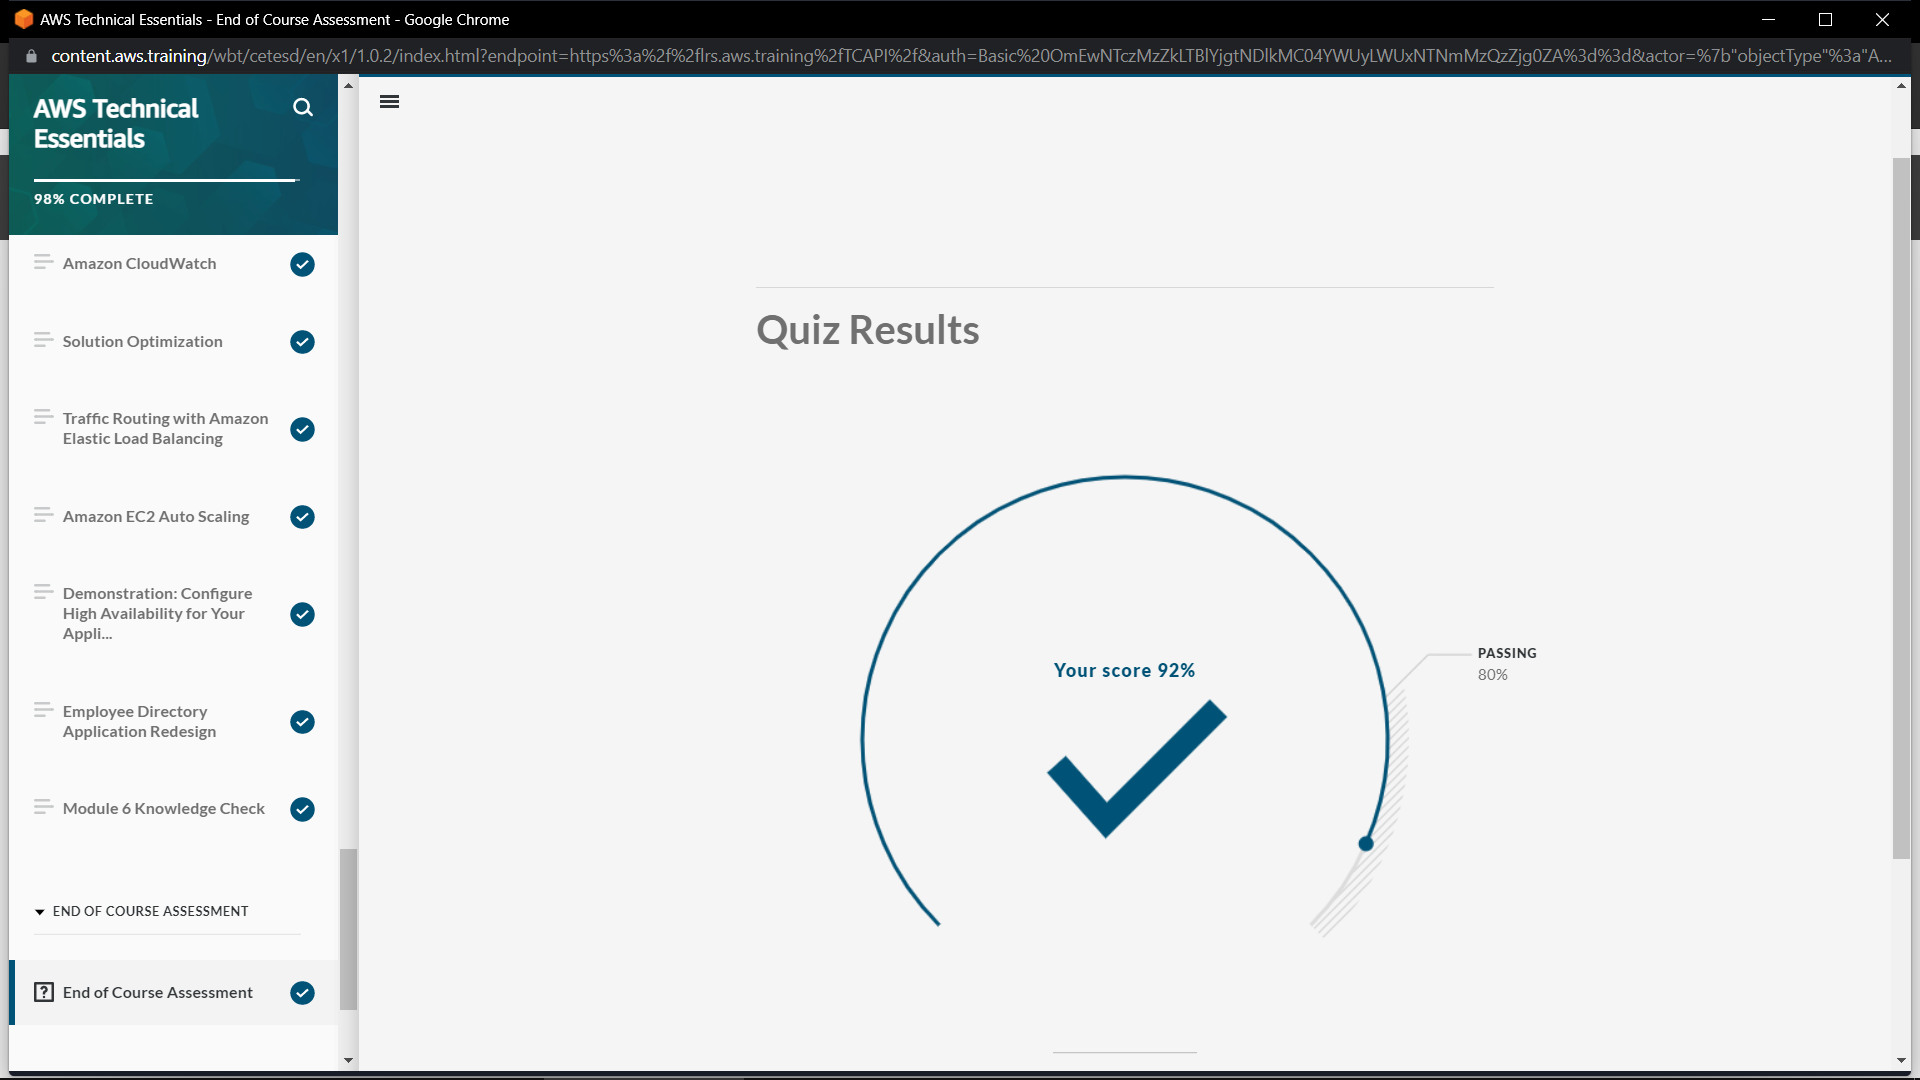 AWS Technical Essentials - End of Course Assessment - Google Chrome
content.aws.training/wbt/cetesd/en/x1/1.0.2/index.html?endpoint=https%3a%2f%2flrs.aws.training%2fTCAPI%2f&auth=Basic%20OmEwNTczMzZkLTBlYjgtNDlkMC04YWUyLWUxNTNmMzQzZjg0ZA%3d%3d&actor=%7b"objectType"%3a"A...
AWS Technical
Essentials
98% COMPLETE
Amazon CloudWatch
Solution Optimization
Traffic Routing with Amazon
Elastic Load Balancing
Amazon EC2 Auto Scaling
Demonstration: Configure
High Availability for Your
Appli...
Employee Directory
Application Redesign
Module 6 Knowledge Check
END OF COURSE ASSESSMENT
End of Course Assessment
Quiz Results
Your score 92%
PASSING
80%